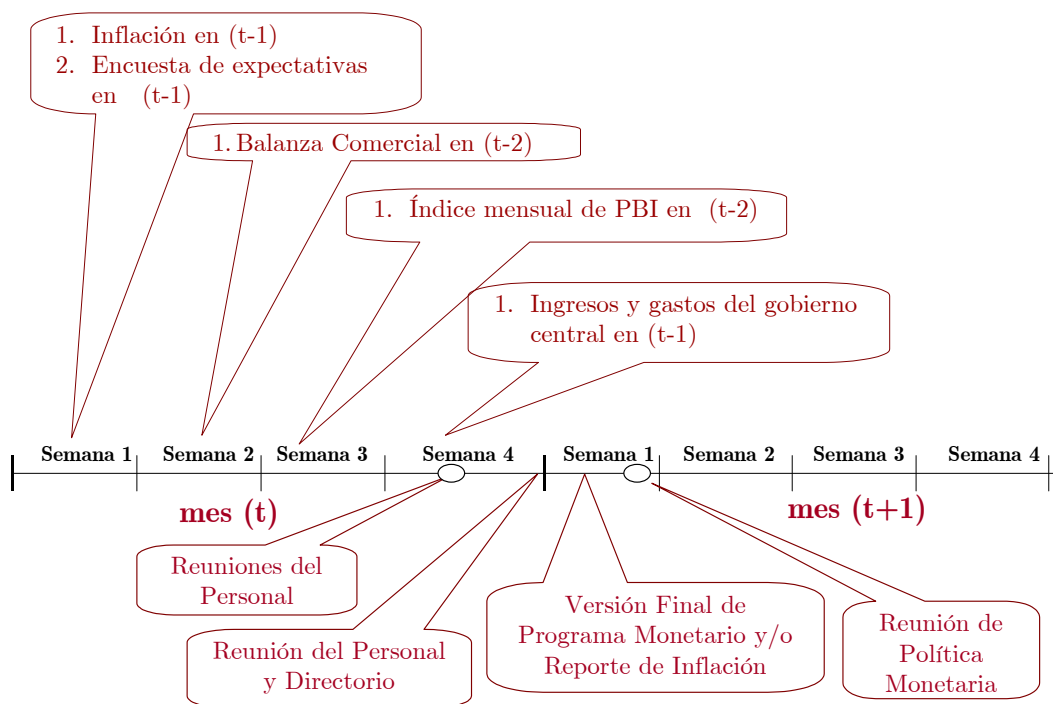 1. Inflación en (t-1)
2. Encuesta de expectativas
en (t-1)
1. Balanza Comercial en (t-2)
1. Índice mensual de PBI en (t-2)
1. Ingresos y gastos del gobierno
central en (t-1)
Semana 1 Semana 2 Semana 3 Semana 4 Semana 1 Semana 2 Semana 3 Semana 4
mes (t) mes (t+1)
Reuniones del
Personal
Reunión del Personal
y Directorio
Versión Final de
Programa Monetario y/o
Reporte de Inflación
Reunión de
Política
Monetaria